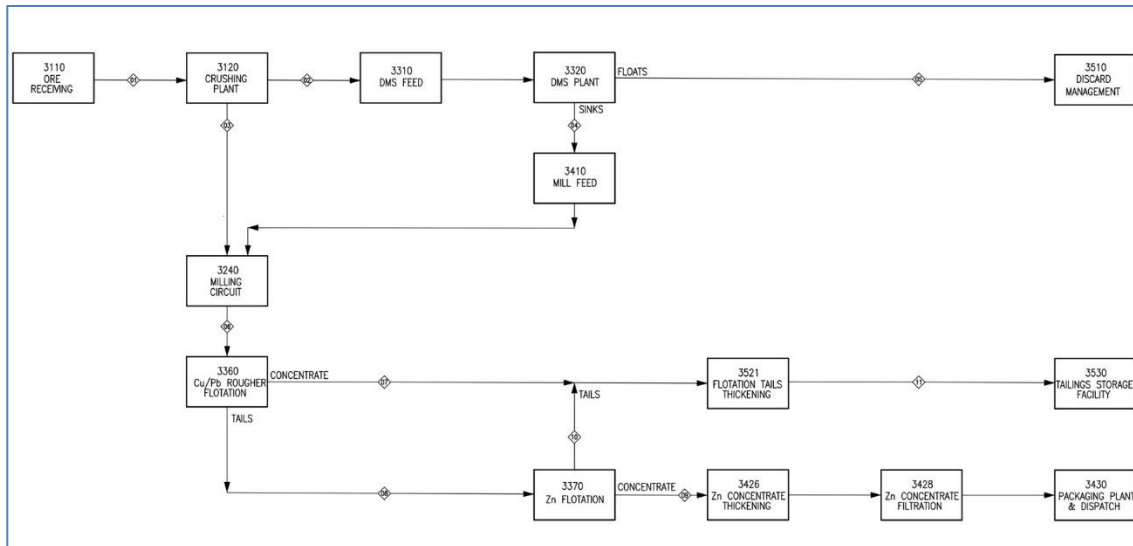 3110
ORE
RECEIVING
01
3120
CRUSHING
PLANT
02
3310
DMS FEED
3320
DMS PLANT
FLOATS
05
3510
DISCARD
MANAGEMENT
SINKS
03
04
3410
MILL FEED
3240
MILLING
CIRCUIT
06
3360
Cu/Pb ROUGHER
FLOTATION
CONCENTRATE
07
TAILS
3521
FLOTATION TAILS
THICKENING
11
3530
TAILINGS STORAGE
FACILITY
TAILS
10
08
3370
Zn FLOTATION
CONCENTRATE
09
3426
Zn CONCENTRATE
THICKENING
3428
Zn CONCENTRATE
FILTRATION
3430
PACKAGING PLANT
& DISPATCH